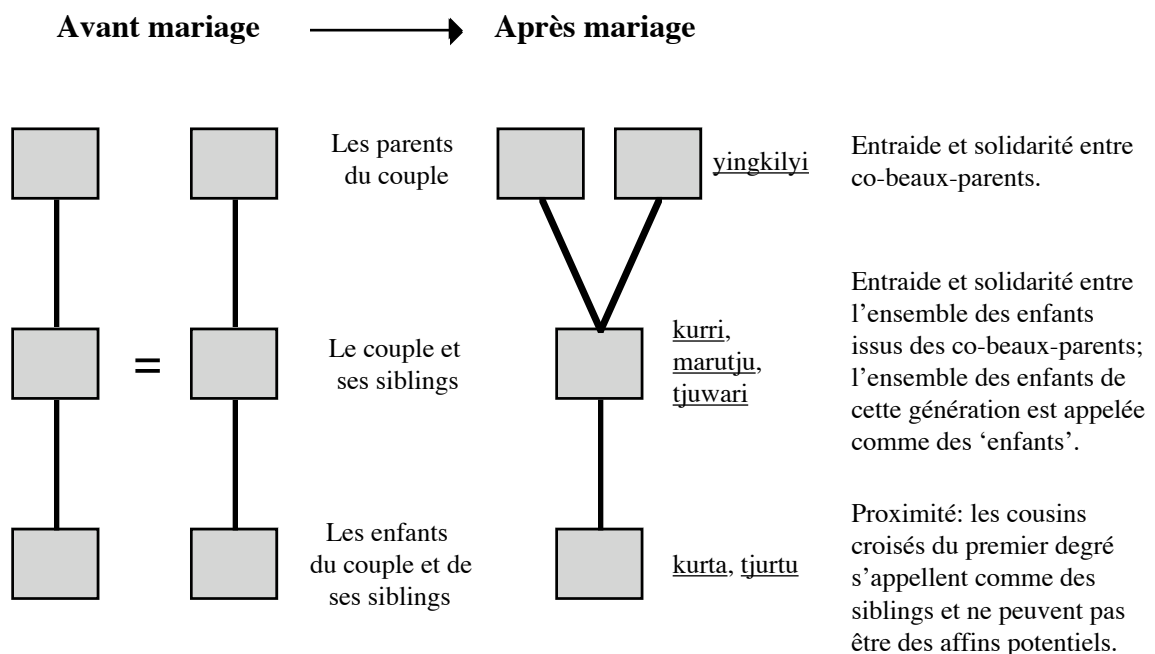 Avant mariage
Après mariage
Les parents
du couple
yingkilyi
Entraide et solidarité entre
co-beaux-parents.
=
Le couple et
ses siblings
kurri,
marutju,
tjuwari
Entraide et solidarité entre
l’ensemble des enfants
issus des co-beaux-parents;
l’ensemble des enfants de
cette génération est appelée
comme des ‘enfants’.
Les enfants
du couple et de
ses siblings
kurta, tjurtu
Proximité: les cousins
croisés du premier degré
s’appellent comme des
siblings et ne peuvent pas
être des affins potentiels.